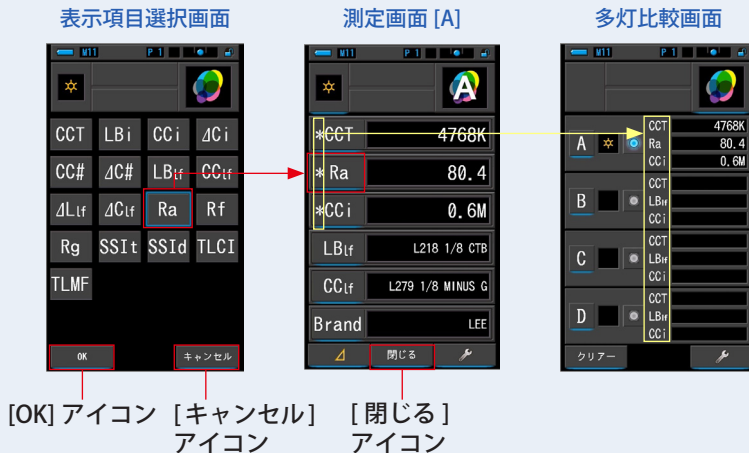 表示項目選択画面
測定画面 [A]
多灯比較画面
M11 P 1
CCT LBi CCi ⊿Ci
CC# ⊿C# LBLf CCLf
⊿LLf ⊿CLf Ra Rf
Rg SSIt SSId TLCI
TLMF
OK キャンセル
M11 P 1
A
*CCT 4768K
* Ra 80.4
*CCi 0.6M
LBLf L218 1/8 CTB
CCLf L279 1/8 MINUS G
Brand LEE
閉じる
M11 P 1
A
CCT 4768K
Ra 80.4
CCi 0.6M
B
CCT
LBLf
CCi
C
CCT
LBLf
CCi
D
CCT
LBLf
CCi
クリアー
[OK] アイコン
[キャンセル]
アイコン
[ 閉じる ]
アイコン